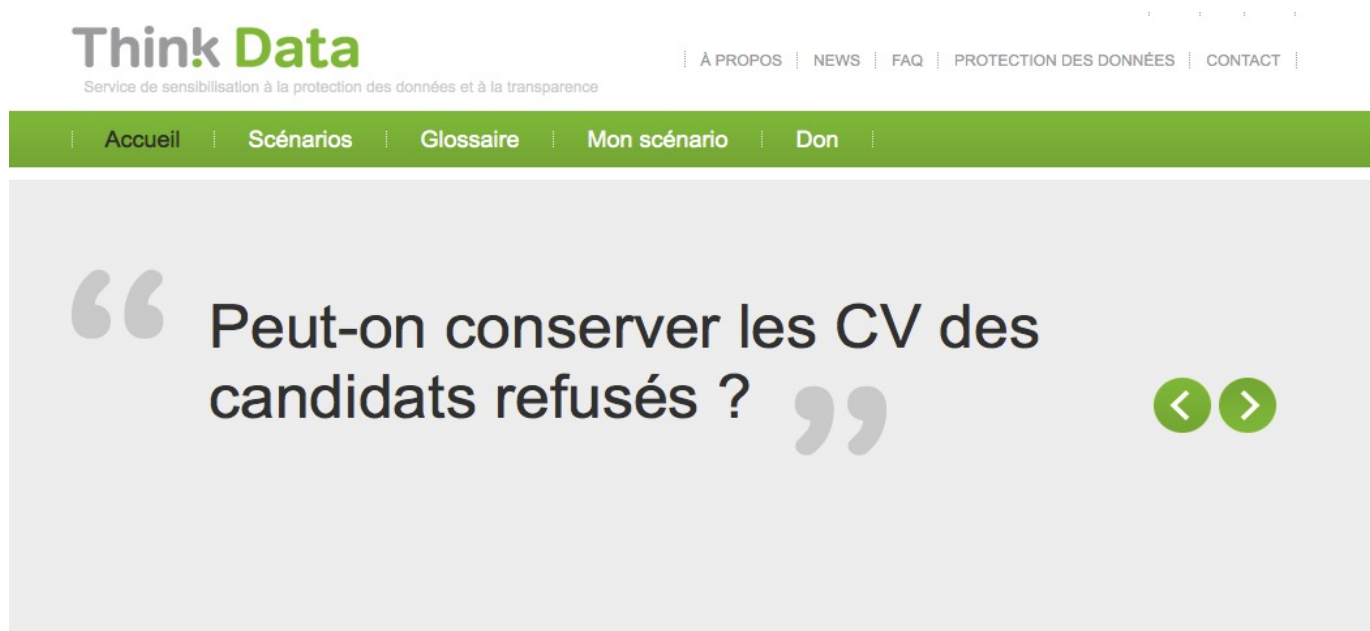 Think Data
Service de sensibilisation à la protection des données et à la transparence
À PROPOS NEWS FAQ PROTECTION DES DONNÉES CONTACT
Accueil Scénarios Glossaire Mon scénario Don
“ Peut-on conserver les CV des
candidats refusés ? ”